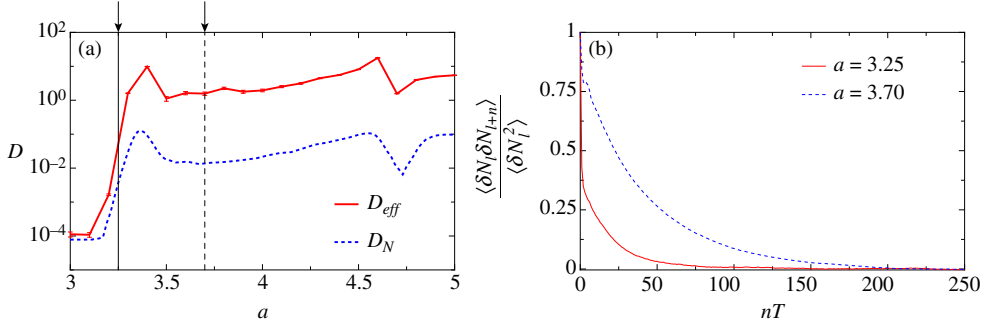 (a)
10²
10⁰
10⁻²
10⁻⁴
D
3
3.5
4
4.5
5
a
D_eff
D_N
(b)
1
0.75
0.5
0.25
0
⟨δN_l δN_{l+n}⟩
⟨δN_l²⟩
0
50
100
150
200
250
nT
a = 3.25
a = 3.70